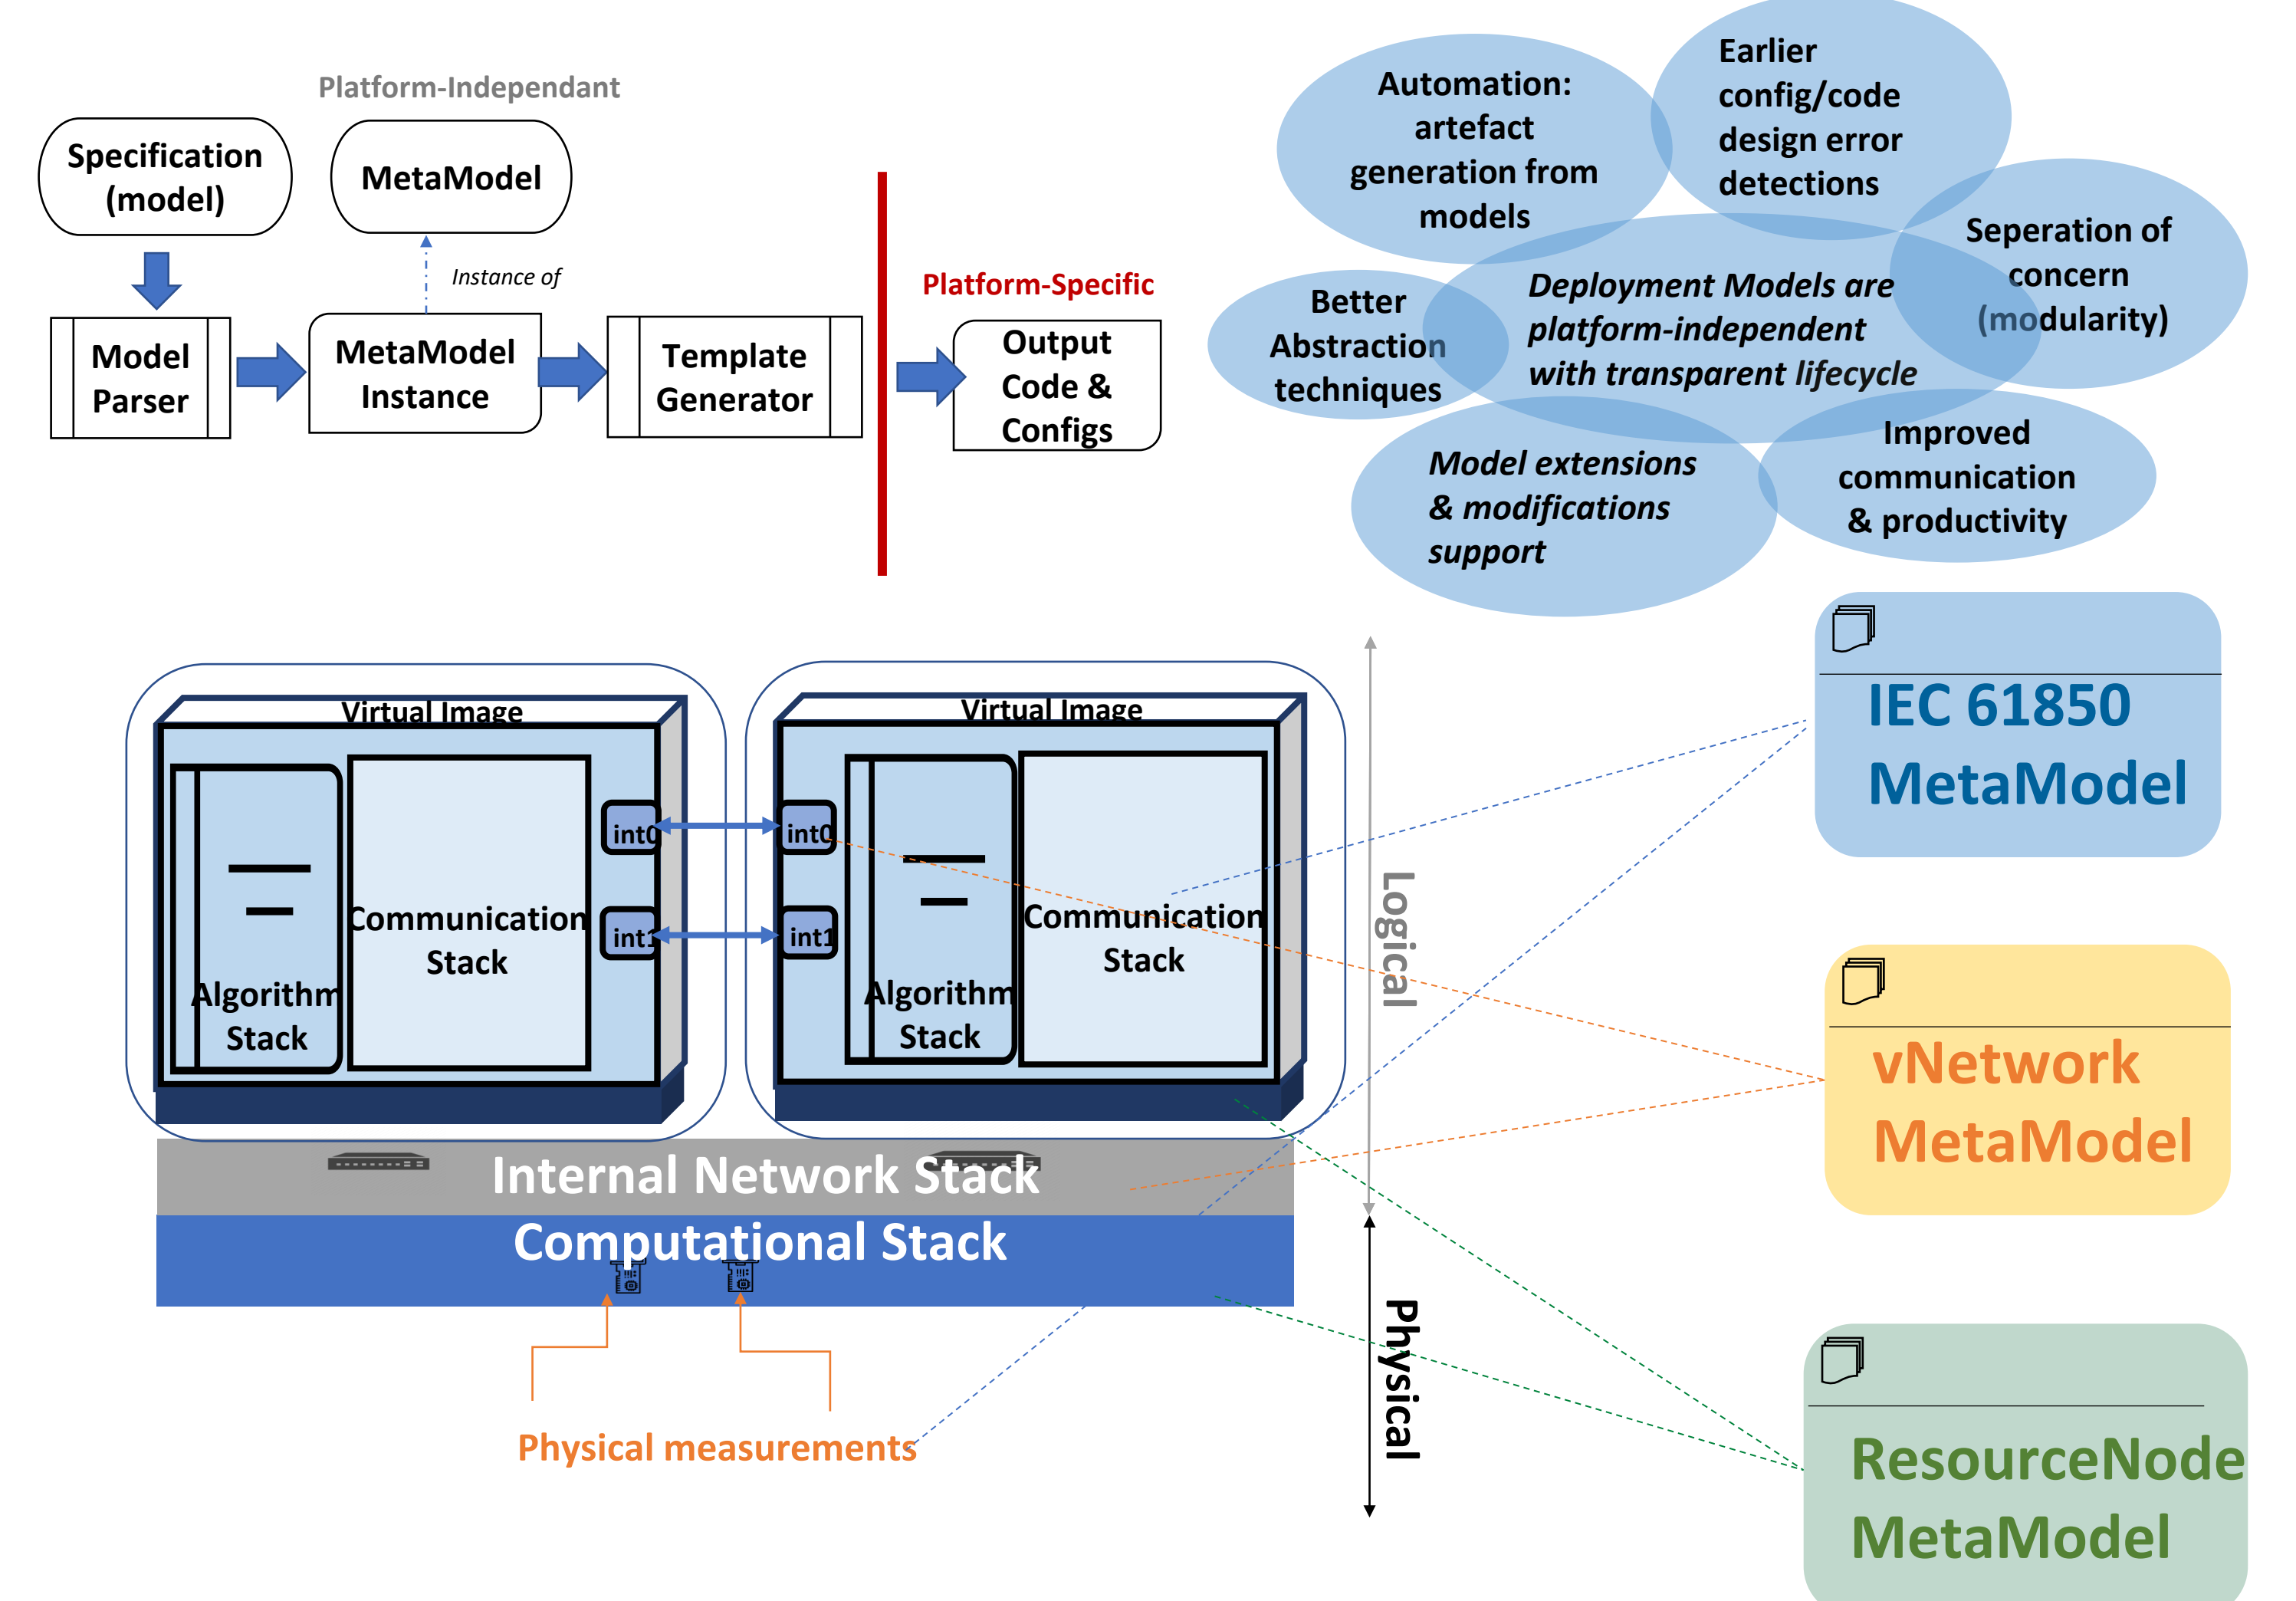 Platform-Independant
Specification
(model)
MetaModel
Instance of
Model
Parser
MetaModel
Instance
Template
Generator
Platform-Specific
Output
Code &
Configs
Automation:
artefact
generation from
models
Earlier
config/code
design error
detections
Seperation of
concern
(modularity)
Better
Abstraction
techniques
Deployment Models are
platform-independent
with transparent lifecycle
Model extensions
& modifications
support
Improved
communication
& productivity
Virtual Image
Algorithm
Stack
Communication
Stack
int0
int1
Virtual Image
int0
int1
Algorithm
Stack
Communication
Stack
Internal Network Stack
Computational Stack
Physical measurements
Logical
Physical
IEC 61850
MetaModel
vNetwork
MetaModel
ResourceNode
MetaModel